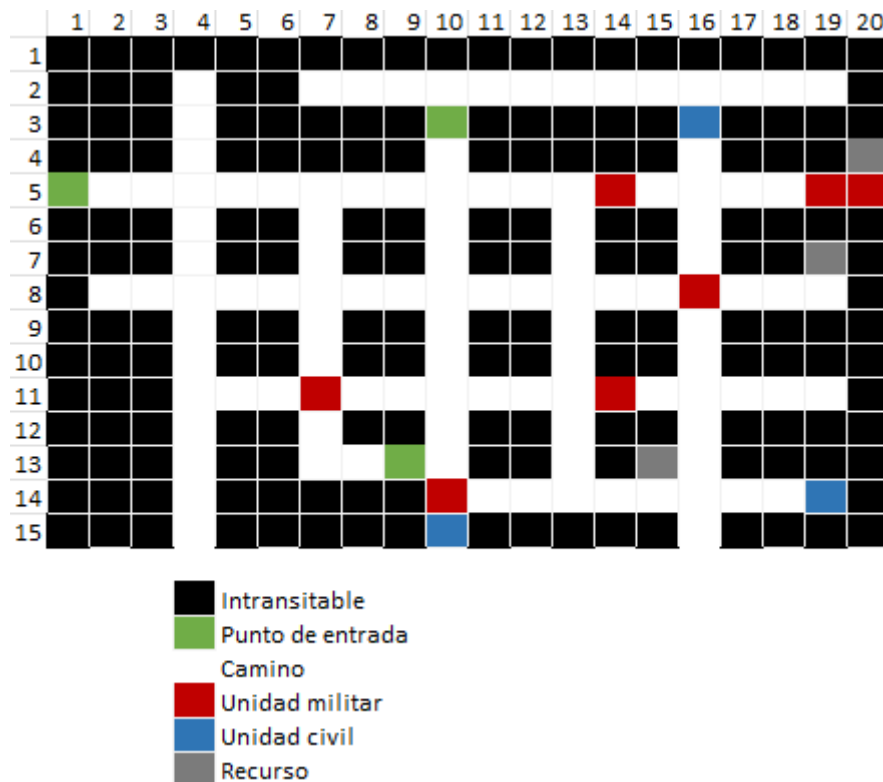 1 2 3 4 5 6 7 8 9 10 11 12 13 14 15 16 17 18 19 20
1
2
3
4
5
6
7
8
9
10
11
12
13
14
15
Intransitable
Punto de entrada
Camino
Unidad militar
Unidad civil
Recurso